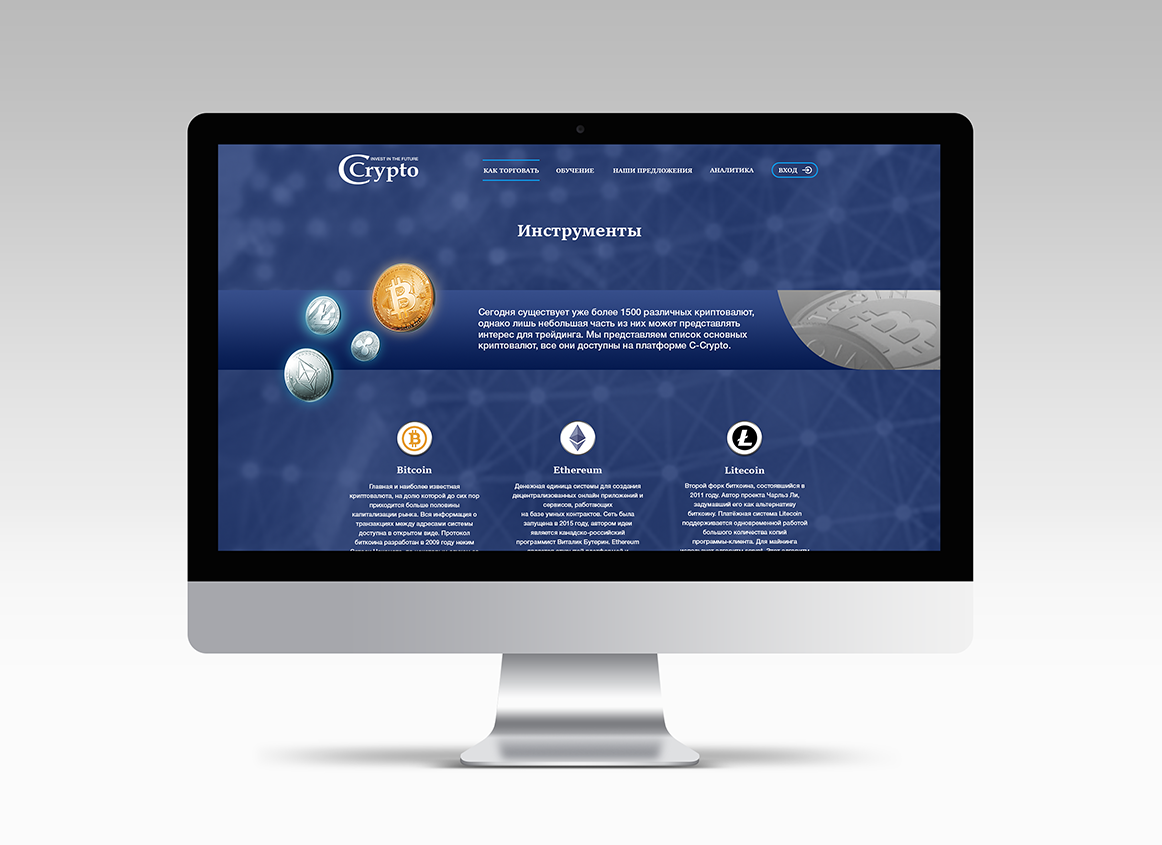 INVEST IN THE FUTURE
CCrypto
КАК ТОРГОВАТЬ
ОБУЧЕНИЕ
НАШИ ПРЕДЛОЖЕНИЯ
АНАЛИТИКА
ВХОД
Инструменты
Сегодня существует уже более 1500 различных криптовалют,
однако лишь небольшая часть из них может представлять
интерес для трейдинга. Мы представляем список основных
криптовалют, все они доступны на платформе C-Crypto.
Bitcoin
Главная и наиболее известная
криптовалюта, на долю которой до сих пор
приходится больше половины
капитализации рынка. Вся информация о
транзакциях между адресами системы
доступна в открытом виде. Протокол
биткоина разработан в 2009 году неким
Ethereum
Денежная единица системы для создания
децентрализованных онлайн приложений и
сервисов, работающих
на базе умных контрактов. Сеть была
запущена в 2015 году, автором идеи
является канадско-российский
программист Виталик Бутерин. Ethereum
Litecoin
Второй форк биткоина, состоявшийся в
2011 году. Автор проекта Чарльз Ли,
задумавший его как альтернативу
биткоину. Платёжная система Litecoin
поддерживается одновременной работой
большого количества копий
программы-клиента. Для майнинга